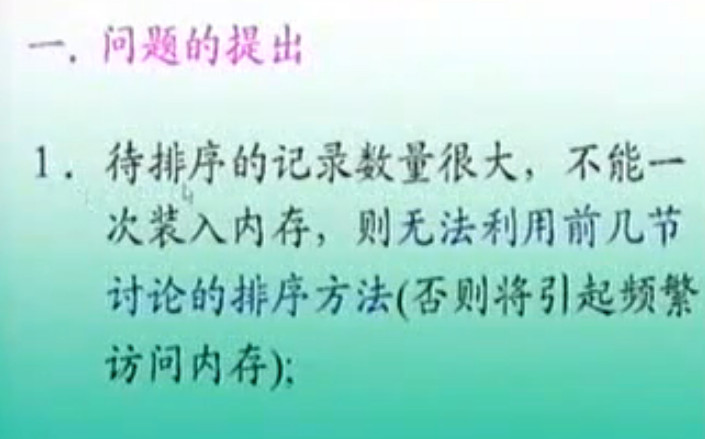 一. 问题的提出
1. 待排序的记录数量很大，不能一
次装入内存，则无法利用前几节
讨论的排序方法(否则将引起频繁
访问内存);